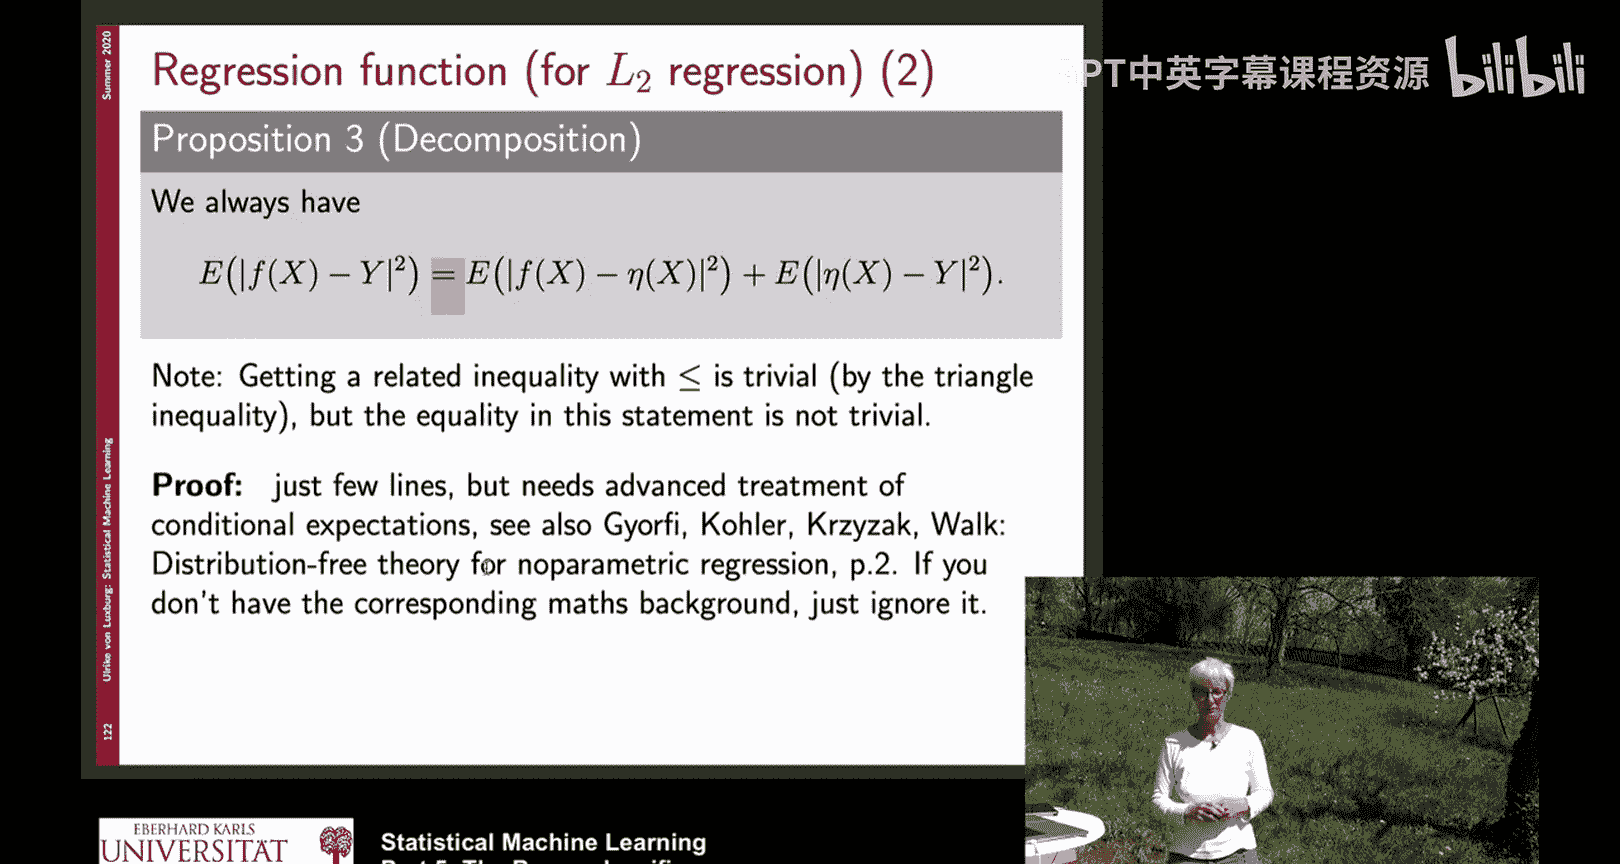 Summer 2020
Regression function (for L₂ regression) (2)
PT中英字幕课程资源
bilibili
Proposition 3 (Decomposition)
We always have
E(|f(X) − Y|²) = E(|f(X) − η(X)|²) + E(|η(X) − Y|²).
Note: Getting a related inequality with ≤ is trivial (by the triangle
inequality), but the equality in this statement is not trivial.
Proof: just few lines, but needs advanced treatment of
conditional expectations, see also Gyorfi, Kohler, Krzyzak, Walk:
Distribution-free theory for noparametric regression, p.2. If you
don't have the corresponding maths background, just ignore it.
Ulrike von Luxburg: Statistical Machine Learning
122
EBERHARD KARLS
UNIVERSITÄT
Statistical Machine Learning